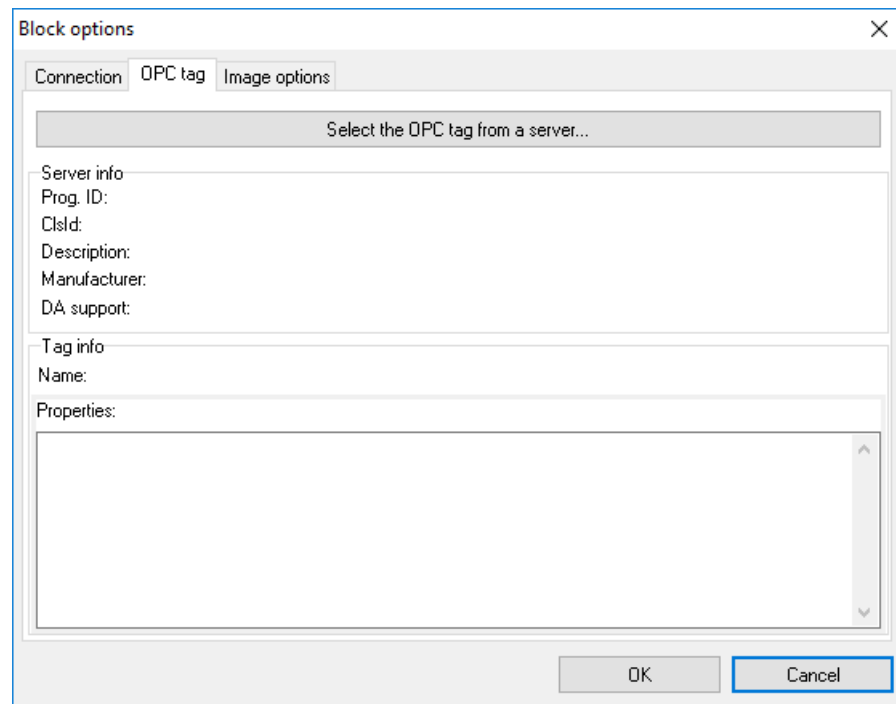 Block options
Connection OPC tag Image options
Select the OPC tag from a server...
Server info
Prog. ID:
ClsId:
Description:
Manufacturer:
DA support:
Tag info
Name:
Properties:
OK Cancel